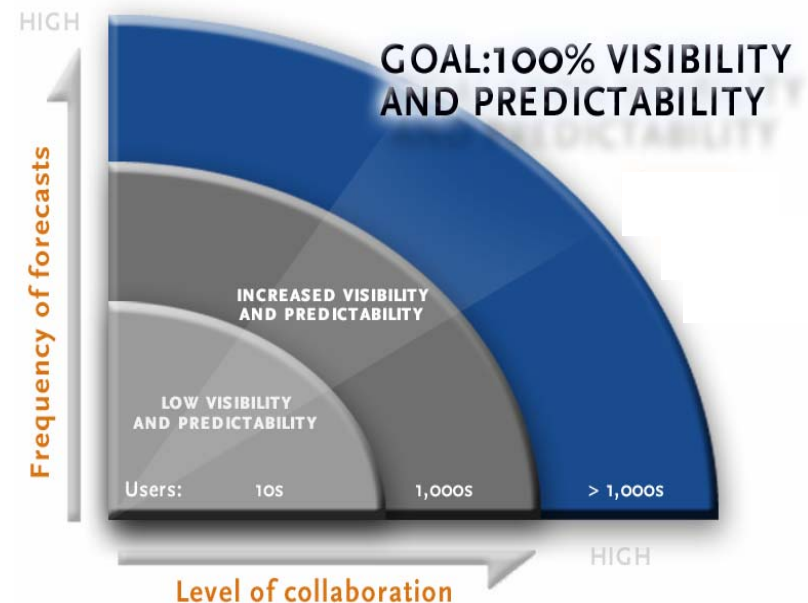 HIGH
GOAL:100% VISIBILITY
AND PREDICTABILITY
Frequency of forecasts
INCREASED VISIBILITY
AND PREDICTABILITY
LOW VISIBILITY
AND PREDICTABILITY
Users: 10s 1,000s > 1,000s
HIGH
Level of collaboration